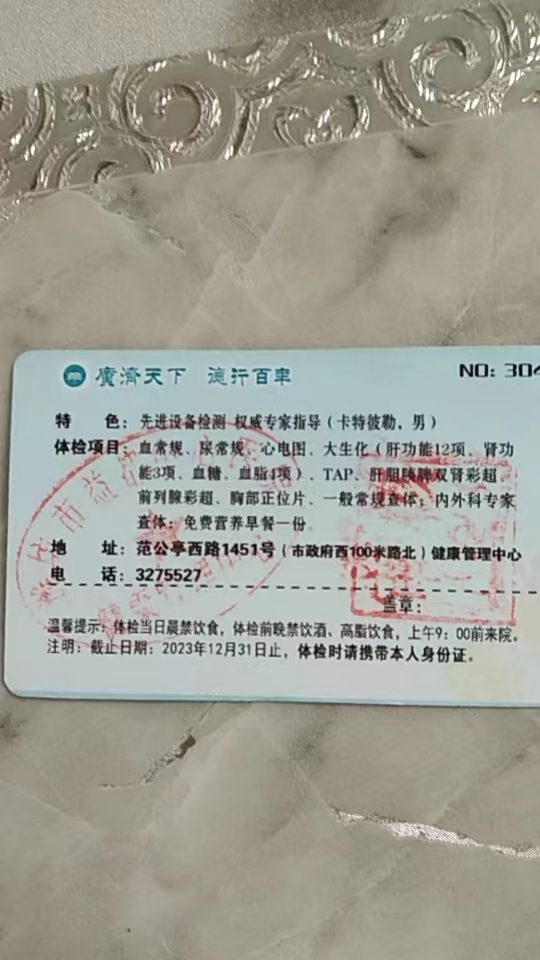 廣濟天下 德行百年
NO: 304
特 色：先进设备检测 权威专家指导（卡特彼勒，男）
体检项目：血常规、尿常规、心电图、大生化（肝功能12项、肾功
能3项、血糖、血脂4项）、TAP、肝胆胰脾双肾彩超、
前列腺彩超、胸部正位片、一般常规查体；内外科专家
查体；免费营养早餐一份
地 址：范公亭西路1451号（市政府西100米路北）健康管理中心
电 话：3275527
盖章：
温馨提示：体检当日晨禁饮食，体检前晚禁饮酒、高脂饮食，上午9：00前来院。
注明：截止日期：2023年12月31日止，体检时请携带本人身份证。